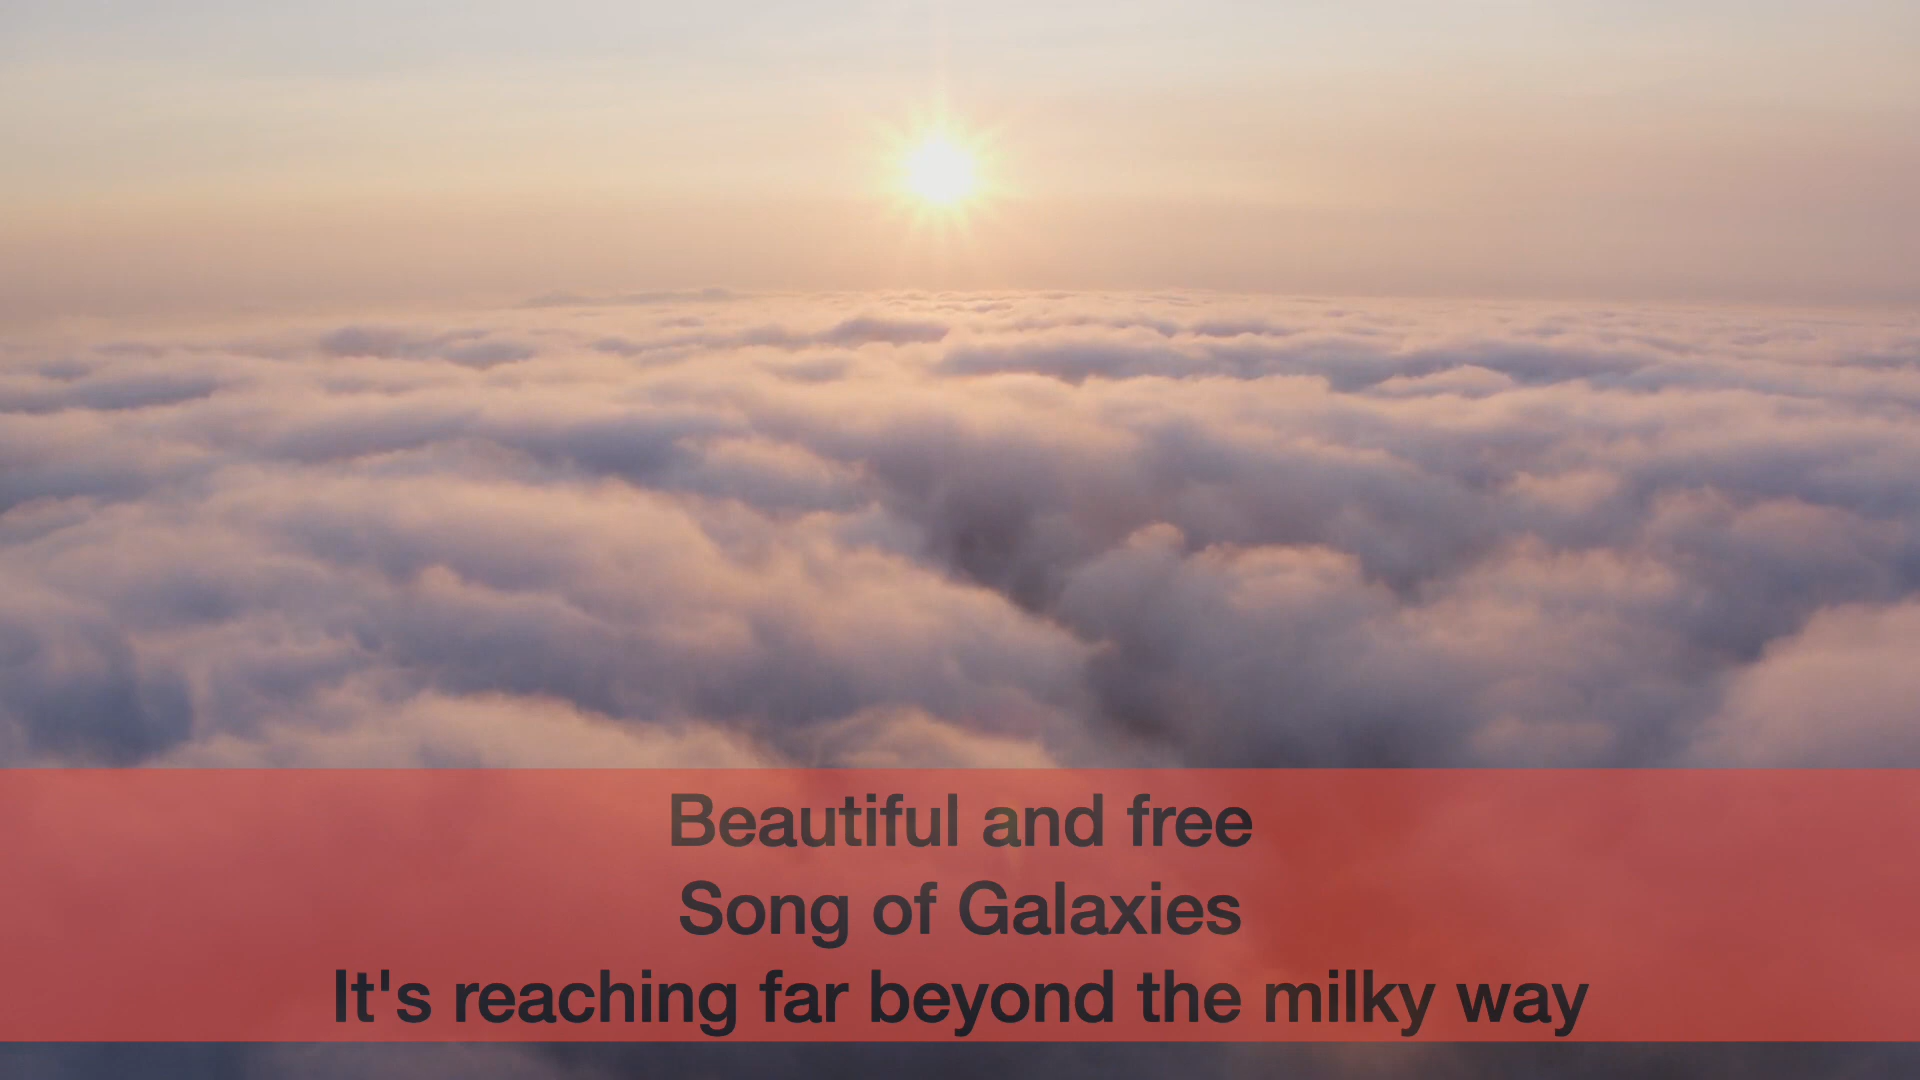 Beautiful and free
Song of Galaxies
It's reaching far beyond the milky way